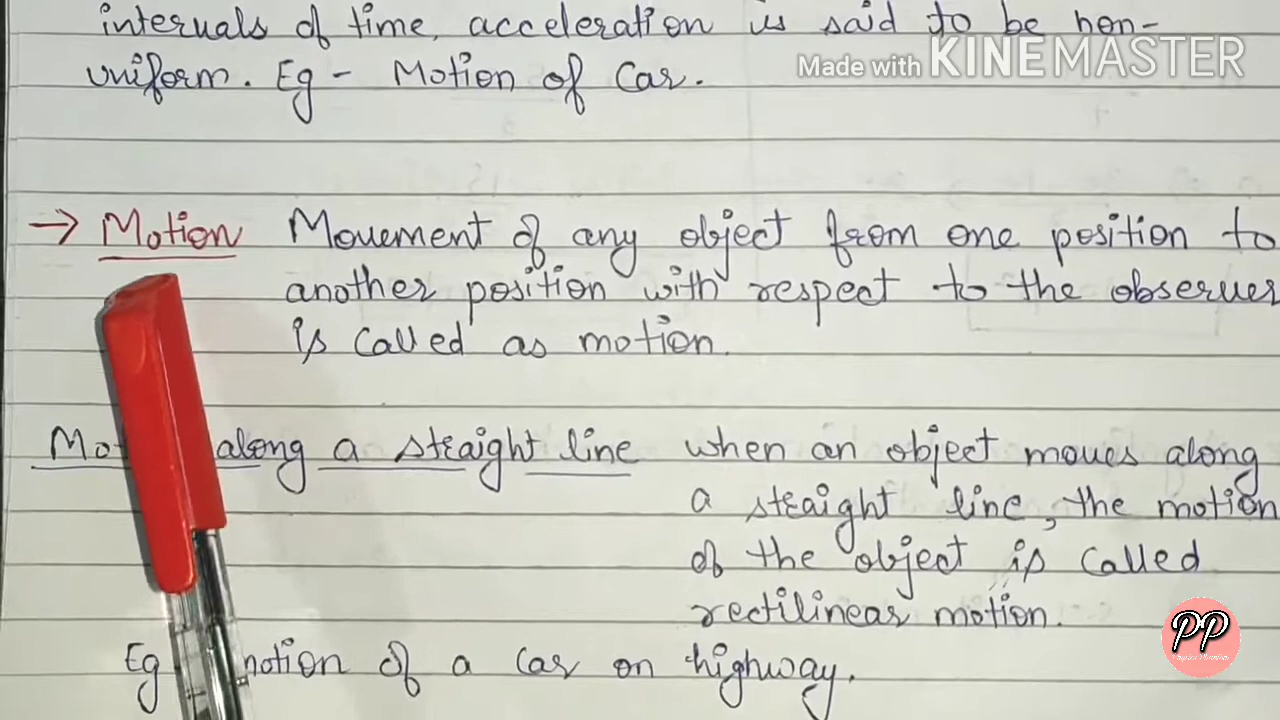 intervals of time, acceleration is said to be non-
Made with KINEMASTER
uniform. Eg - Motion of Car.
→ Motion Movement of any object from one position to
another position with respect to the observer
is called as motion.
Mot along a straight line when an object moves along
a straight line, the motion
of the object is called
rectilinear motion.
PP
Eg motion of a car on highway.